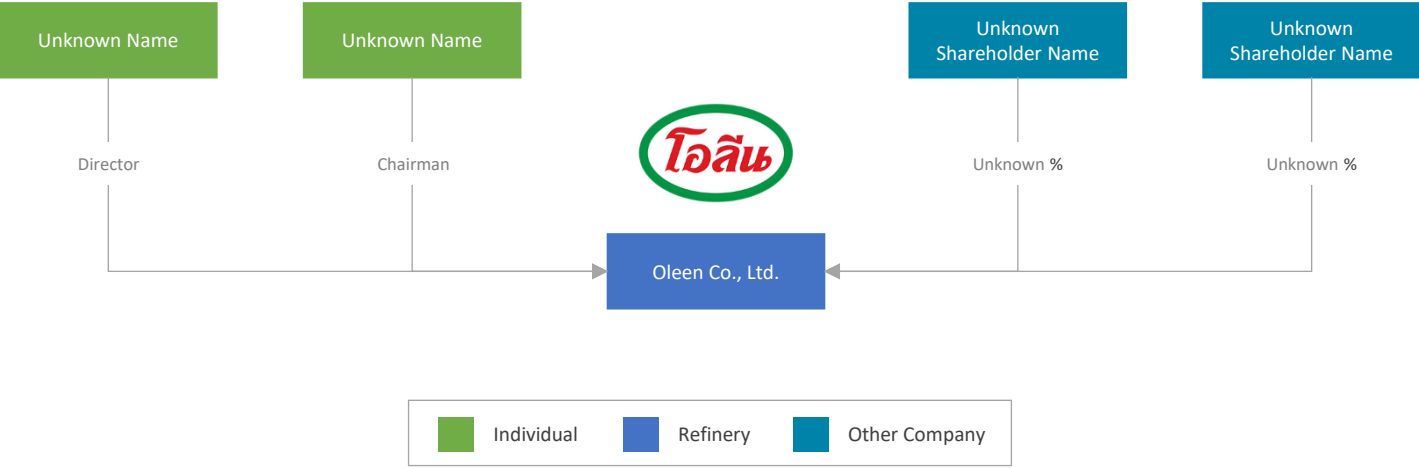 Unknown Name
Unknown Name
Unknown
Shareholder Name
Unknown
Shareholder Name
โอลีน
Director
Chairman
Unknown %
Unknown %
Oleen Co., Ltd.
Individual
Refinery
Other Company